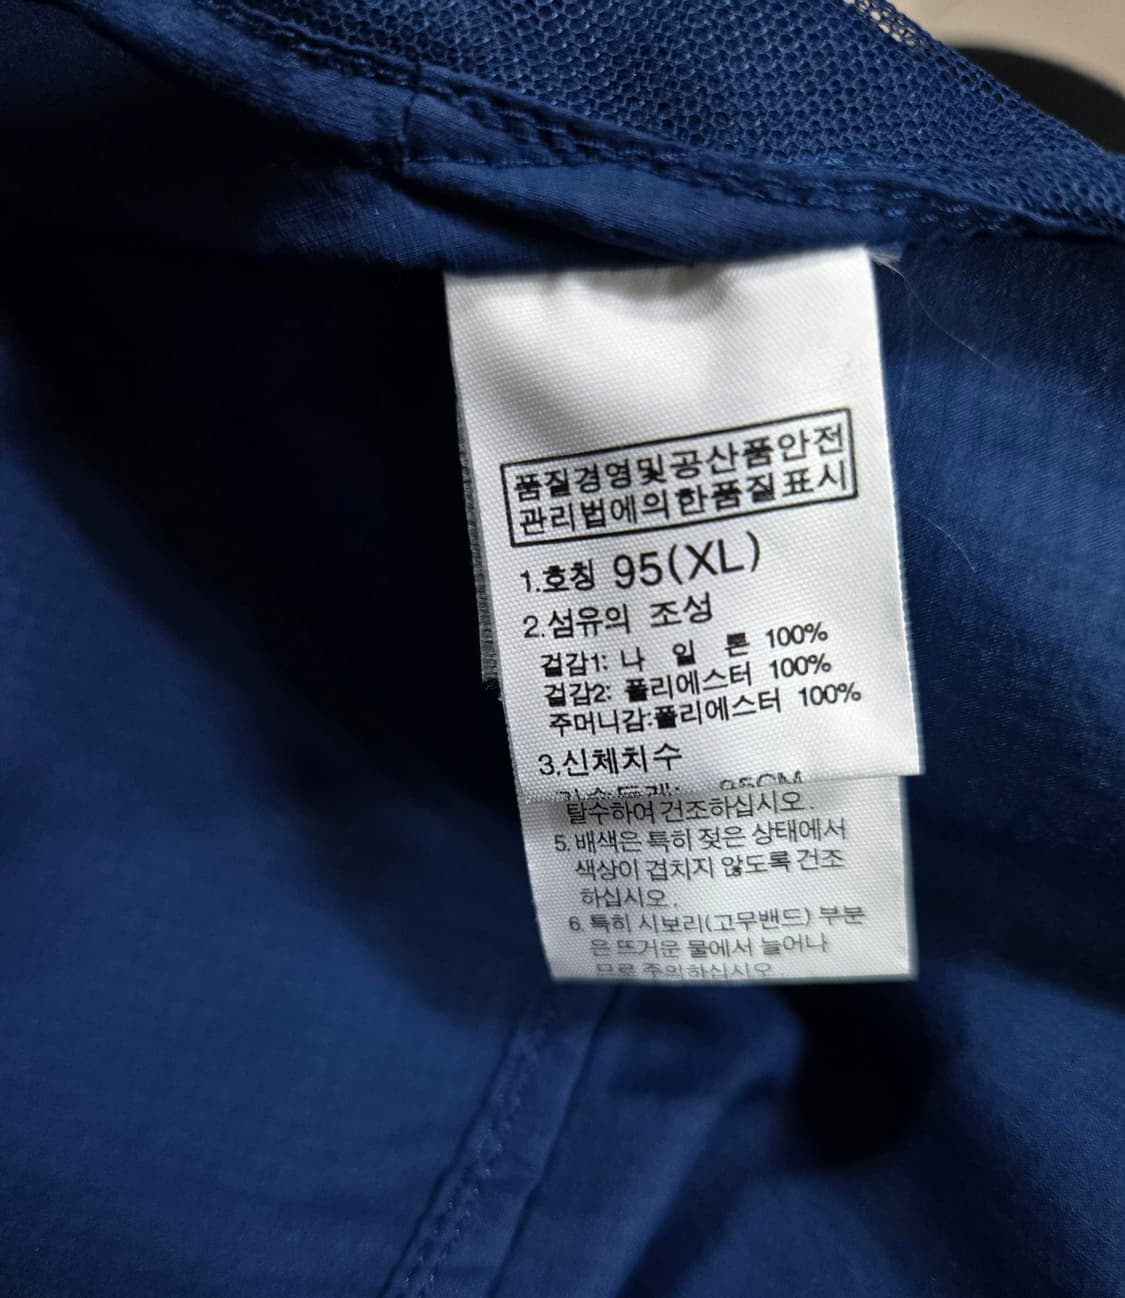 품질경영및공산품안전
관리법에의한품질표시
1.호칭 95(XL)
2.섬유의 조성
겉감1: 나 일 론 100%
겉감2: 폴리에스터 100%
주머니감:폴리에스터 100%
3.신체치수
95CM
탈수하여 건조하십시오.
5. 배색은 특히 젖은 상태에서
색상이 겹치지 않도록 건조
하십시오.
6. 특히 시보리(고무밴드) 부분
은 뜨거운 물에서 늘어나
므로 주의하십시오